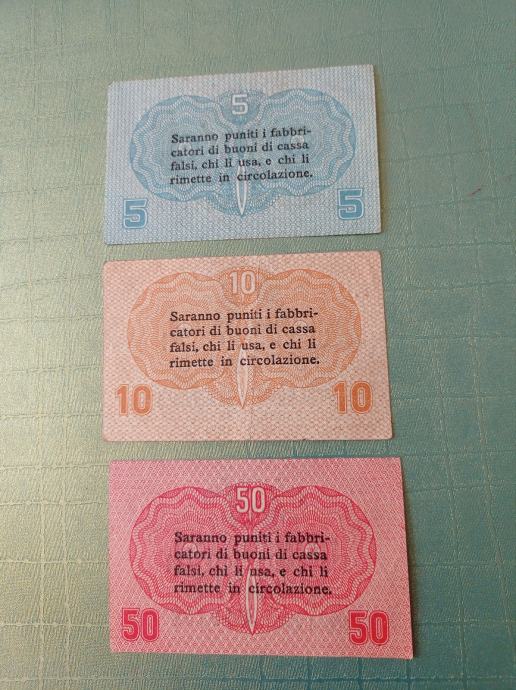 5
Saranno puniti i fabbri-
catori di buoni di cassa
falsi, chi li usa, e chi li
rimette in circolazione.
5 5
10
Saranno puniti i fabbri-
catori di buoni di cassa
falsi, chi li usa, e chi li
rimette in circolazione.
10 10
50
Saranno puniti i fabbri-
catori di buoni di cassa
falsi, chi li usa, e chi li
rimette in circolazione.
50 50